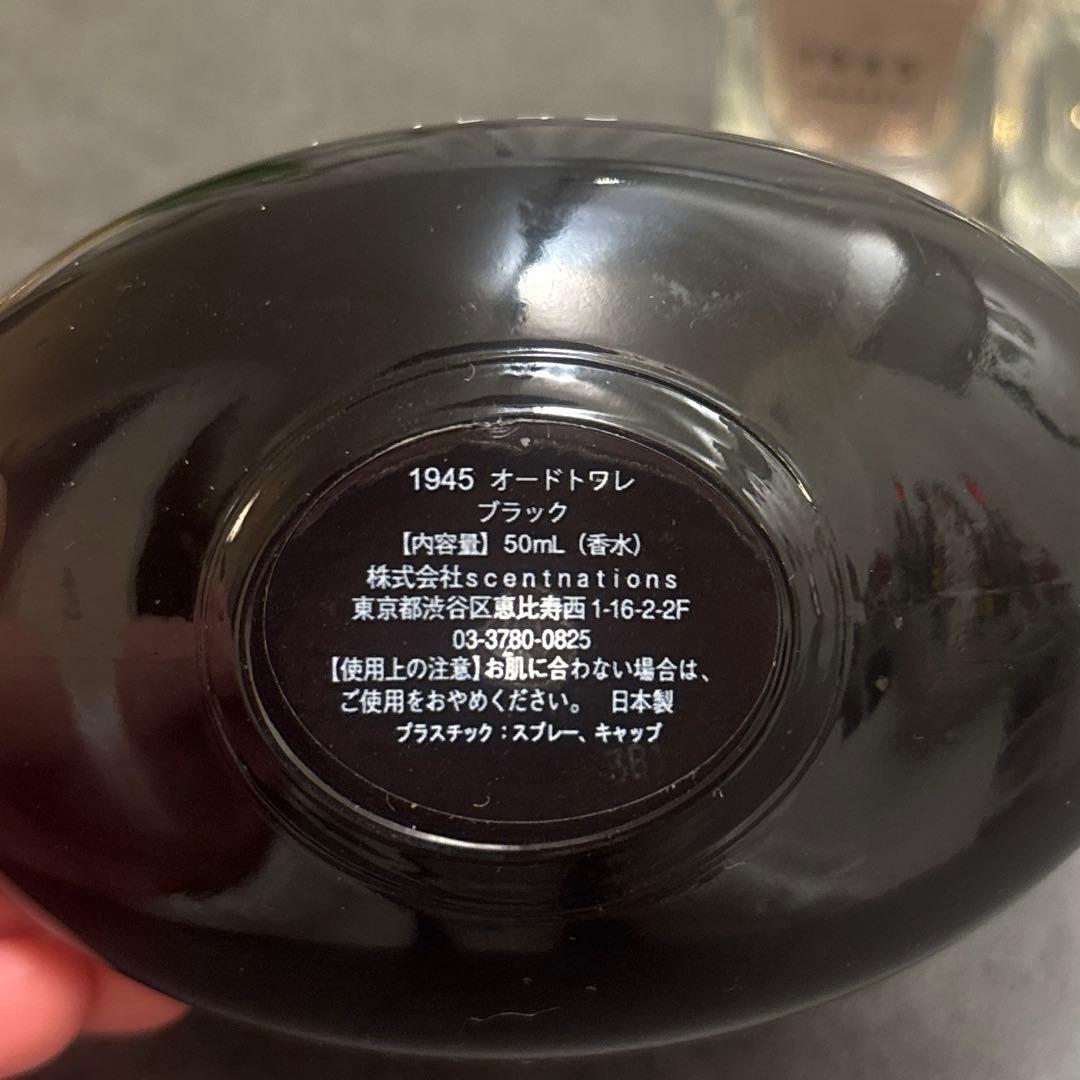 1945 オードトワレ
ブラック
【内容量】 50mL (香水)
株式会社scentnations
東京都渋谷区恵比寿西1-16-2-2F
03-3780-0825
【使用上の注意】お肌に合わない場合は、
ご使用をおやめください。 日本製
プラスチック：スプレー、キャップ